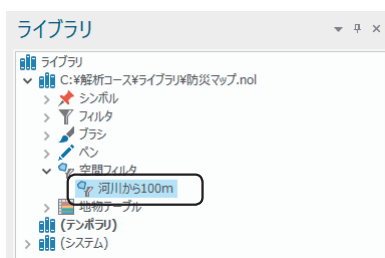 ライブラリ
ライブラリ
C:¥解析コース¥ライブラリ¥防災マップ.nol
シンボル
フィルタ
ブラシ
ペン
空間フィルタ
河川から100m
地物テーブル
(テンポラリ)
(システム)